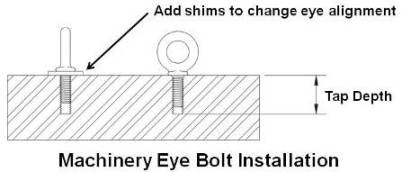 Add shims to change eye alignment
Tap Depth
Machinery Eye Bolt Installation